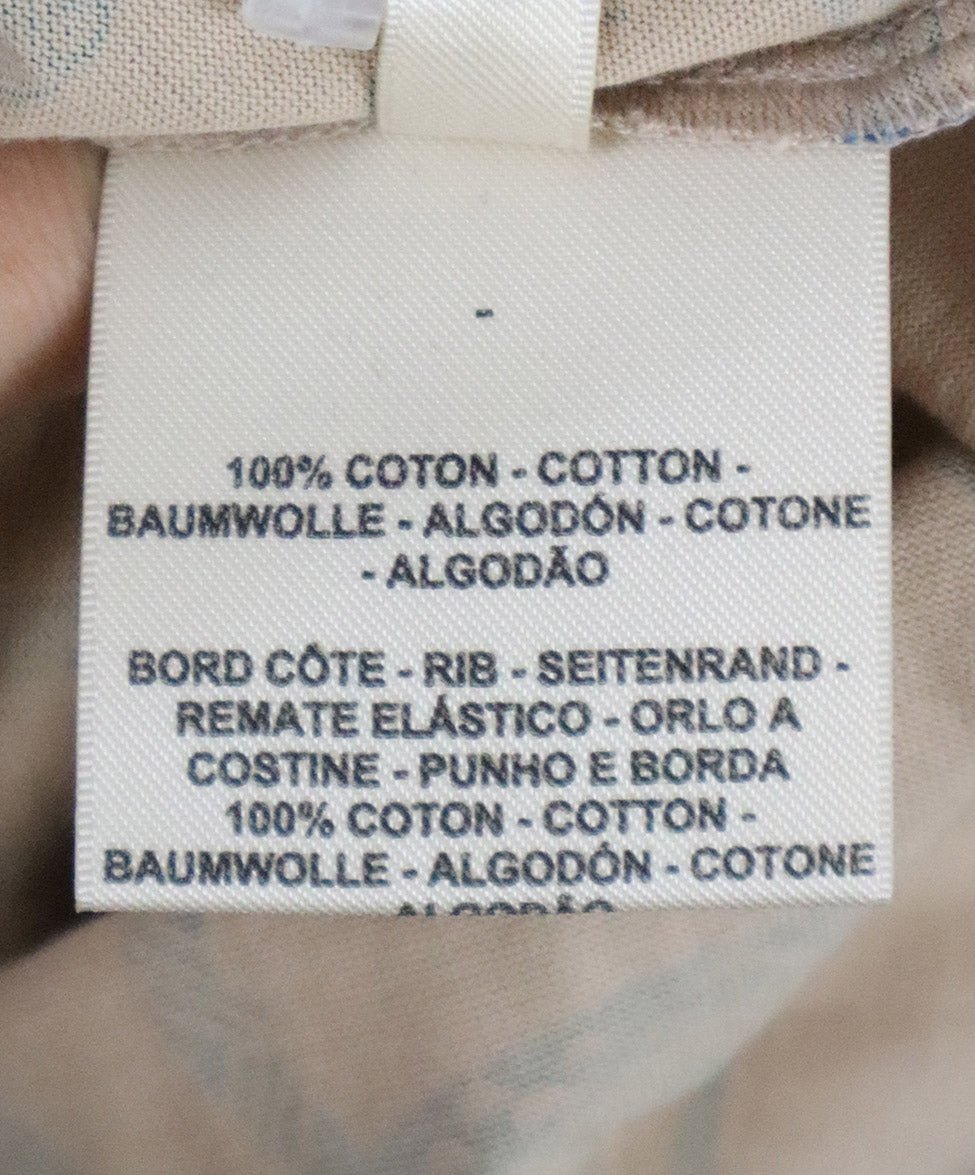 -
100% COTON - COTTON -
BAUMWOLLE - ALGODÓN - COTONE
- ALGODÃO
BORD CÔTE - RIB - SEITENRAND -
REMATE ELÁSTICO - ORLO A
COSTINE - PUNHO E BORDA
100% COTON - COTTON -
BAUMWOLLE - ALGODÓN - COTONE
ALGODÃO